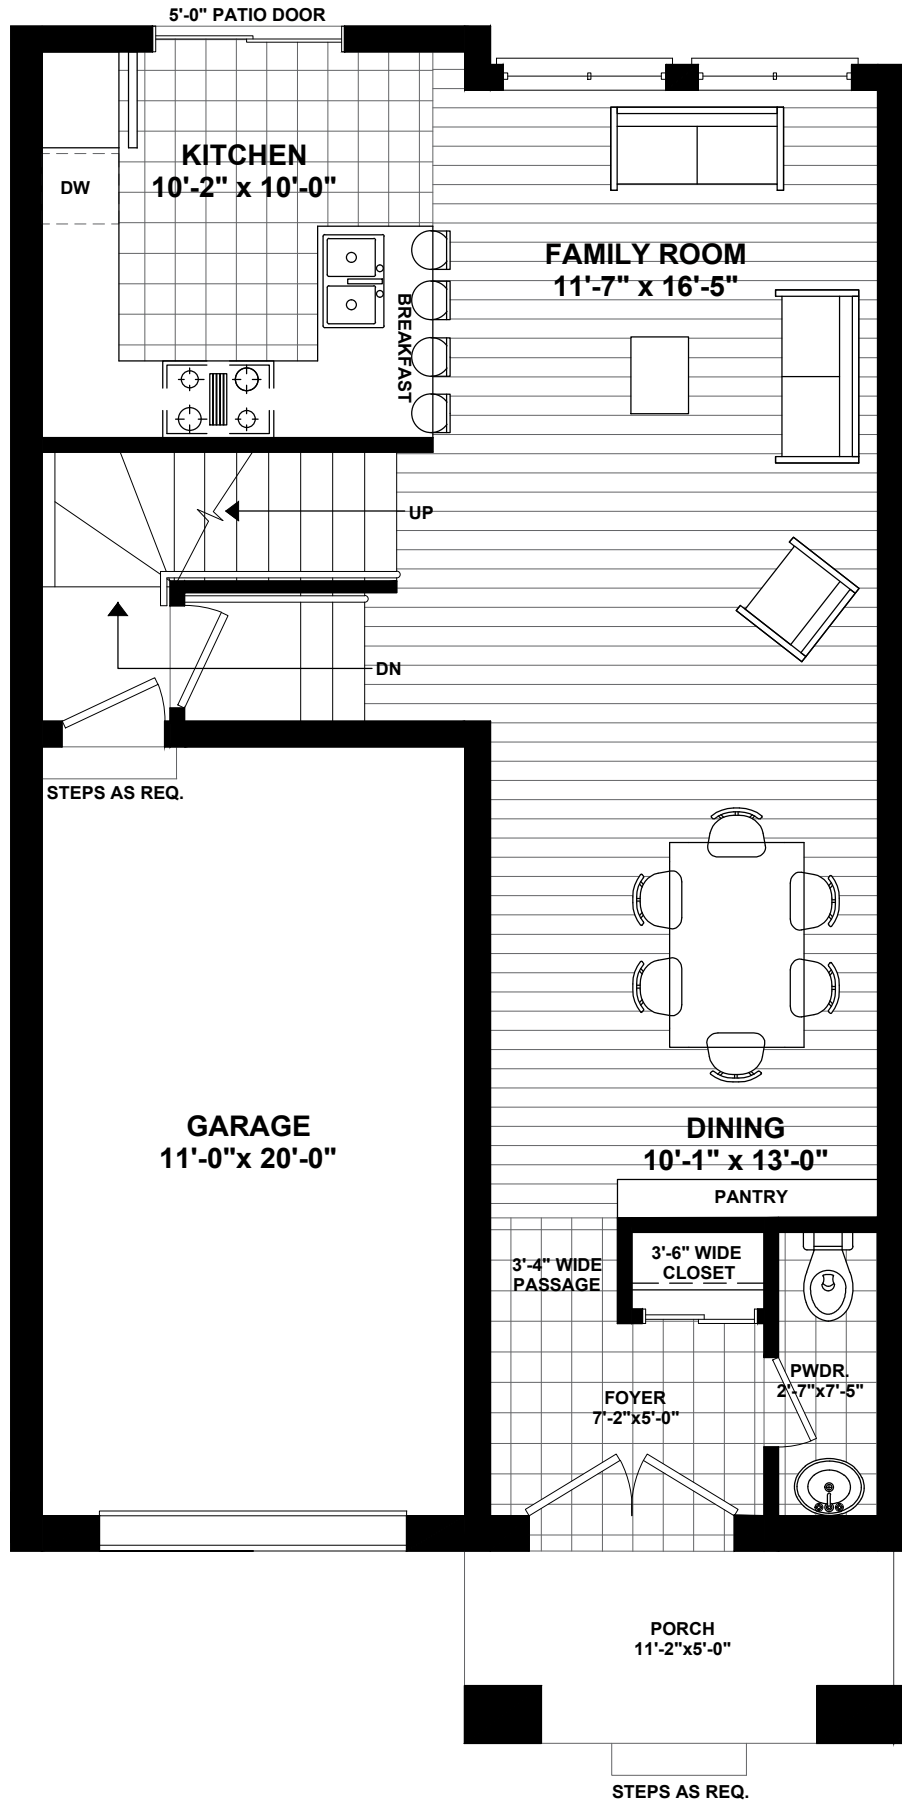 5'-0" PATIO DOOR
KITCHEN
10'-2" x 10'-0"
DW
BREAKFAST
FAMILY ROOM
11'-7" x 16'-5"
UP
DN
STEPS AS REQ.
GARAGE
11'-0"x 20'-0"
DINING
10'-1" x 13'-0"
PANTRY
3'-4" WIDE
PASSAGE
3'-6" WIDE
CLOSET
PWDR.
2'-7"x7'-5"
FOYER
7'-2"x5'-0"
PORCH
11'-2"x5'-0"
STEPS AS REQ.